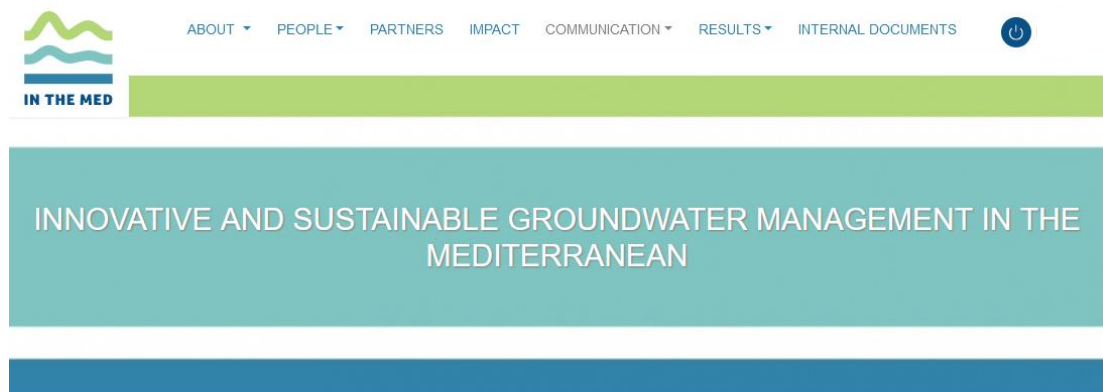 ABOUT PEOPLE PARTNERS IMPACT COMMUNICATION RESULTS INTERNAL DOCUMENTS
IN THE MED
INNOVATIVE AND SUSTAINABLE GROUNDWATER MANAGEMENT IN THE
MEDITERRANEAN